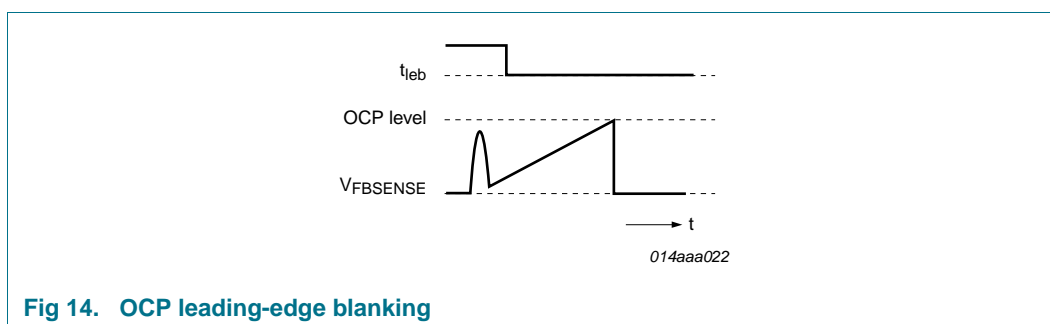 tleb
OCP level
VFBSENSE
t
014aaa022
Fig 14. OCP leading-edge blanking